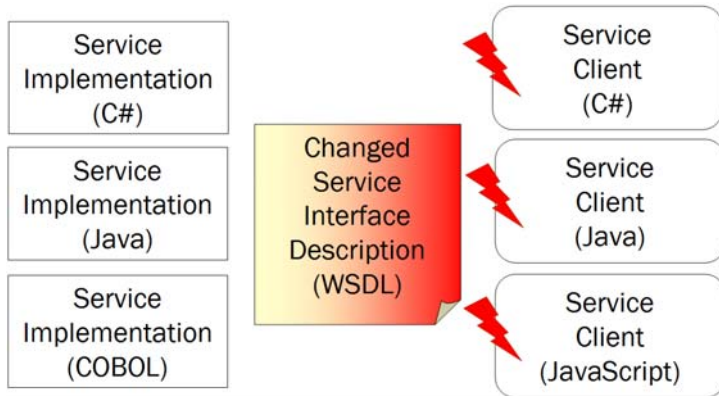 Service
Implementation
(C#)
Service
Implementation
(Java)
Service
Implementation
(COBOL)
Changed
Service
Interface
Description
(WSDL)
Service
Client
(C#)
Service
Client
(Java)
Service
Client
(JavaScript)